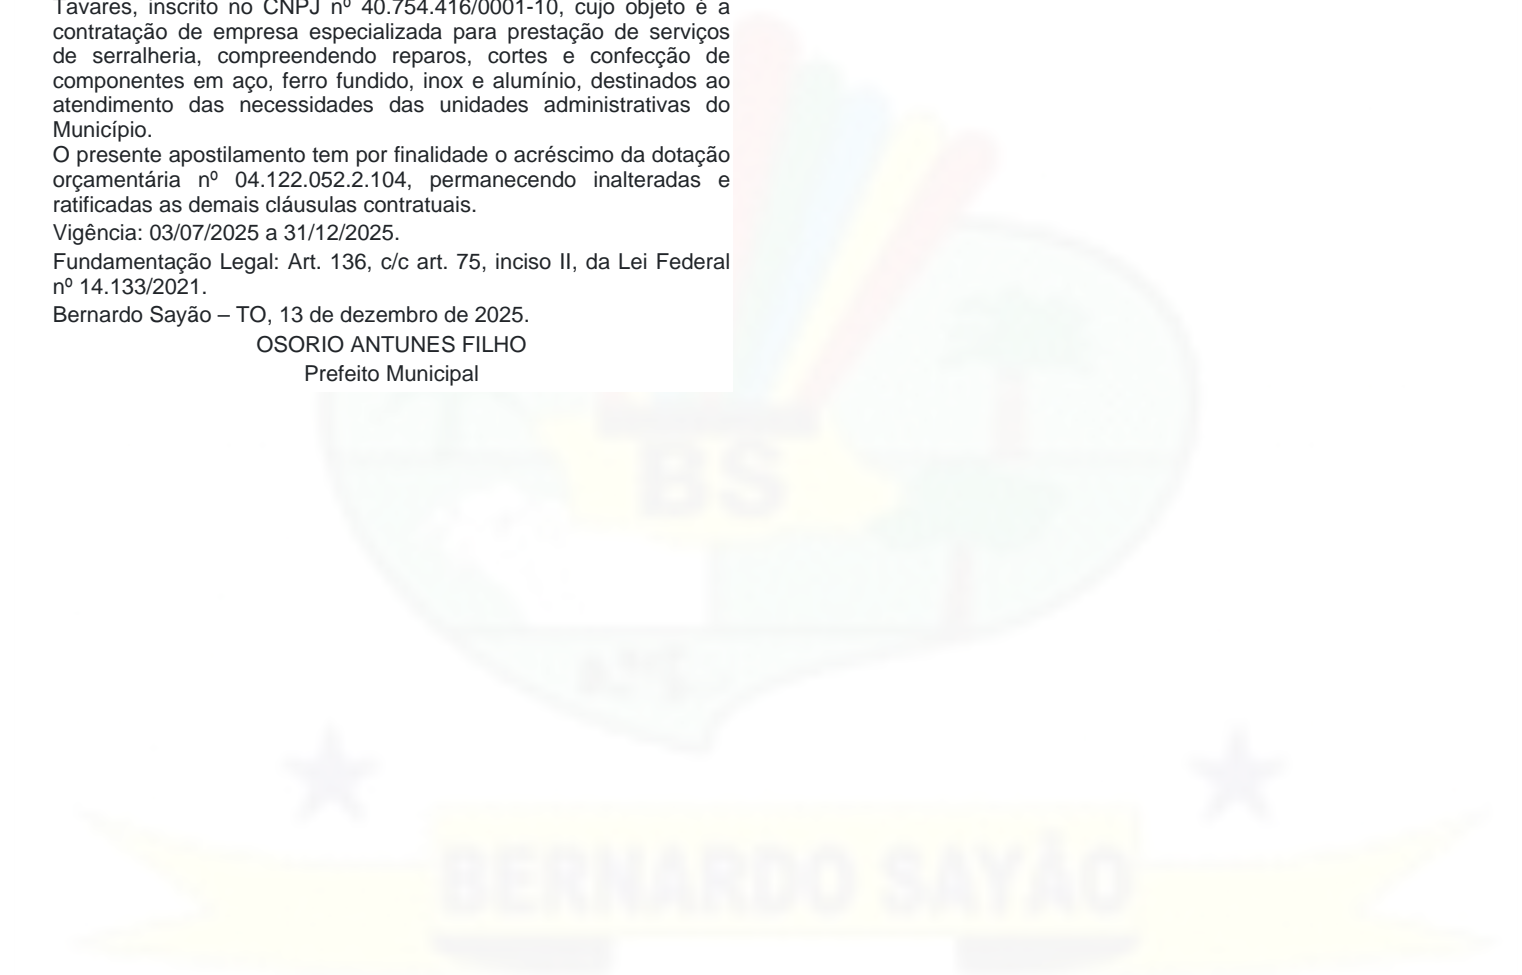 Tavares, inscrito no CNPJ nº 40.754.416/0001-10, cujo objeto é a
contratação de empresa especializada para prestação de serviços
de serralheria, compreendendo reparos, cortes e confecção de
componentes em aço, ferro fundido, inox e alumínio, destinados ao
atendimento das necessidades das unidades administrativas do
Município.
O presente apostilamento tem por finalidade o acréscimo da dotação
orçamentária nº 04.122.052.2.104, permanecendo inalteradas e
ratificadas as demais cláusulas contratuais.
Vigência: 03/07/2025 a 31/12/2025.
Fundamentação Legal: Art. 136, c/c art. 75, inciso II, da Lei Federal
nº 14.133/2021.
Bernardo Sayão – TO, 13 de dezembro de 2025.
OSORIO ANTUNES FILHO
Prefeito Municipal
BS
BERNARDO SAYÃO